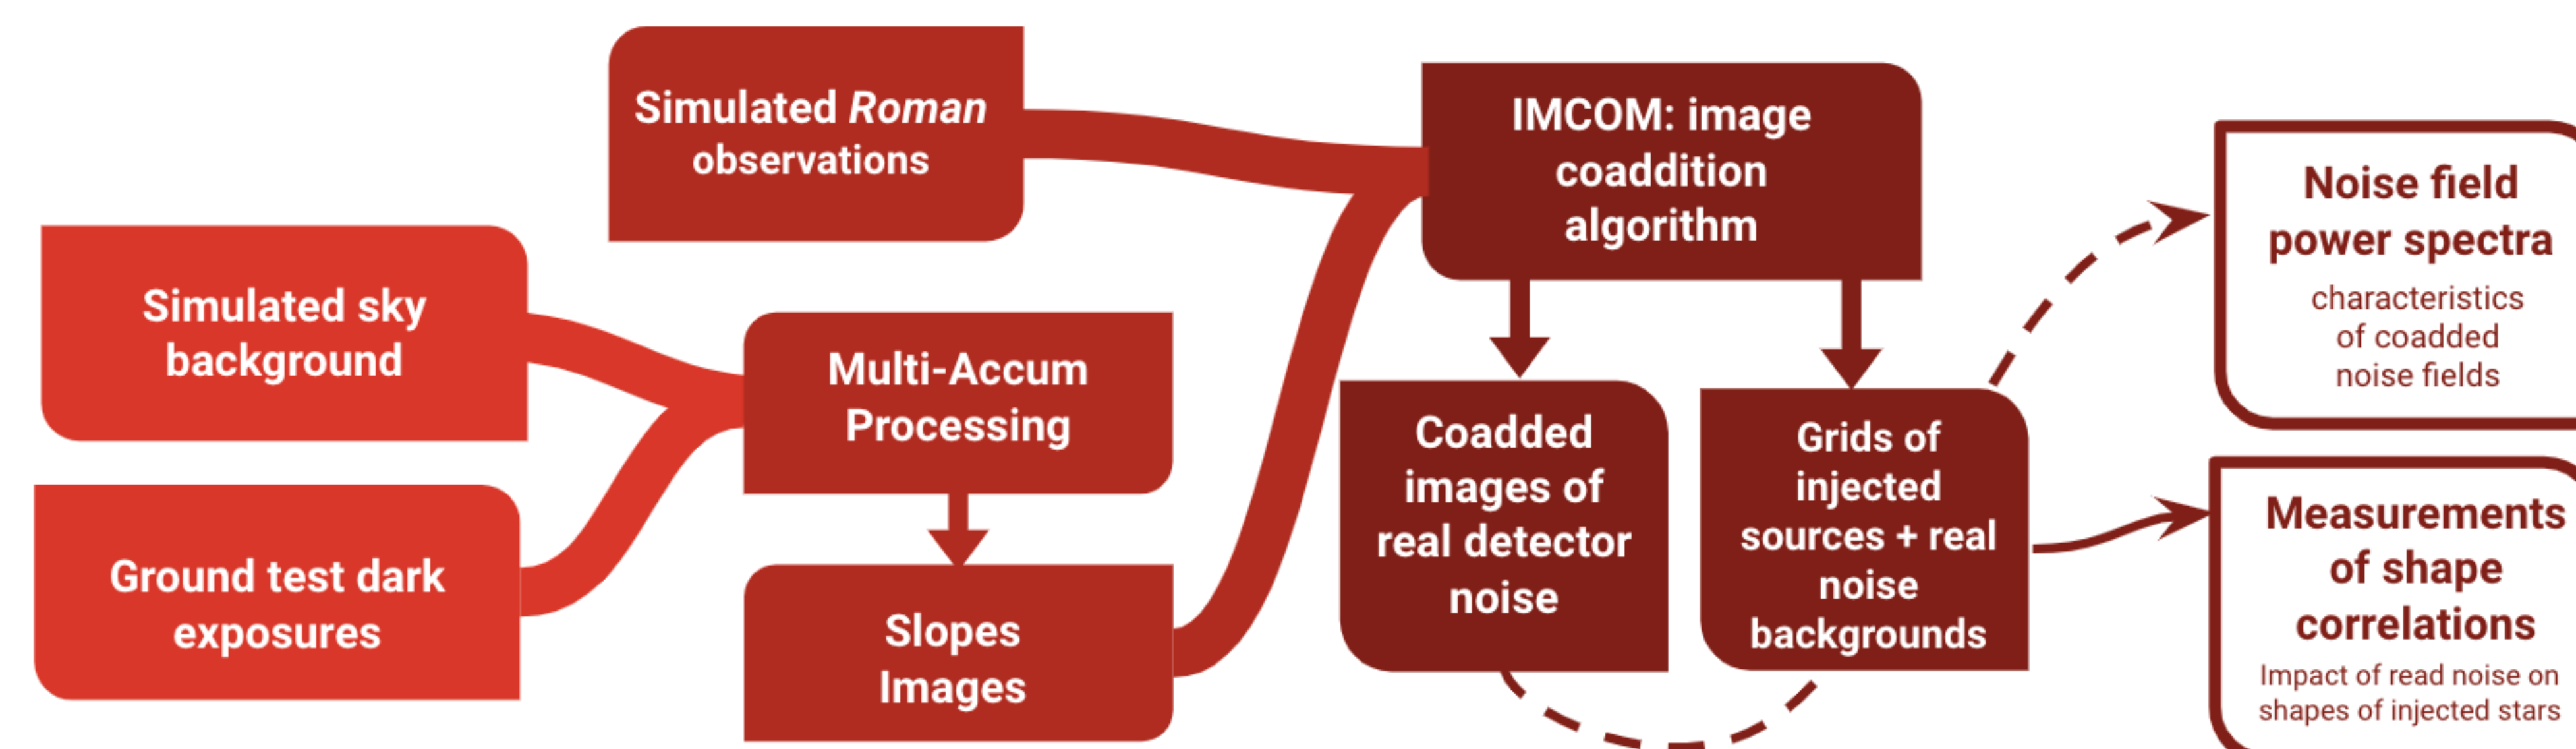 Simulated Roman
observations
IMCOM: image
coaddition
algorithm
Simulated sky
background
Ground test dark
exposures
Multi-Accum
Processing
Slopes
Images
Coadded
images of
real detector
noise
Grids of
injected
sources + real
noise
backgrounds
Noise field
power spectra
characteristics
of coadded
noise fields
Measurements
of shape
correlations
Impact of read noise on
shapes of injected stars